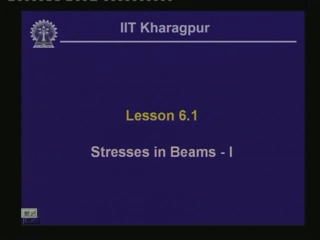 IIT Kharagpur
Lesson 6.1
Stresses in Beams - I